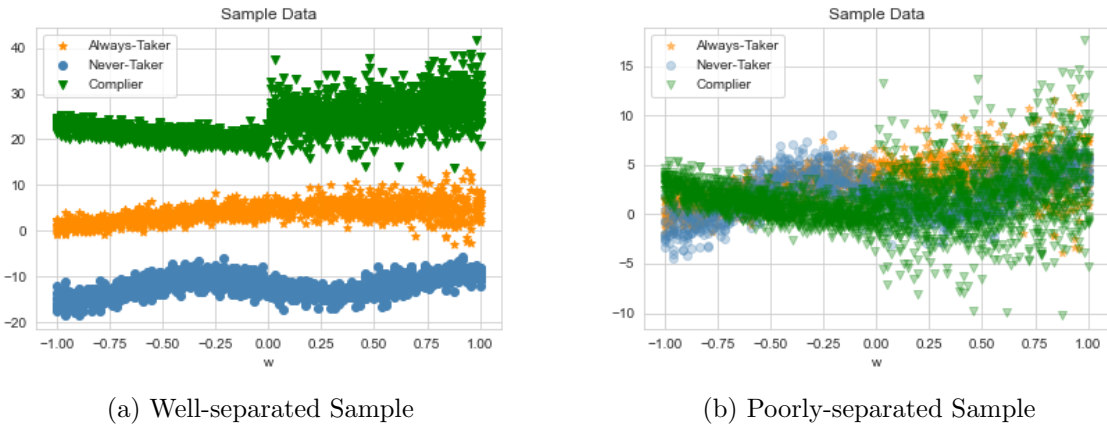 Sample Data
40
30
20
10
0
−10
−20
Always-Taker
Never-Taker
Complier
−1.00 −0.75 −0.50 −0.25 0.00 0.25 0.50 0.75 1.00
w
(a) Well-separated Sample
Sample Data
15
10
5
0
−5
−10
Always-Taker
Never-Taker
Complier
−1.00 −0.75 −0.50 −0.25 0.00 0.25 0.50 0.75 1.00
w
(b) Poorly-separated Sample